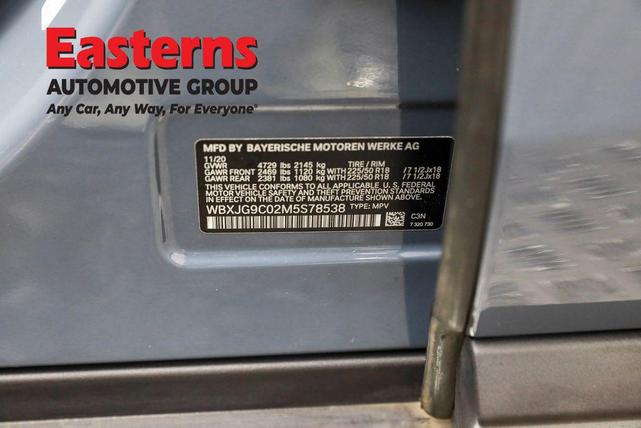 Easterns
AUTOMOTIVE GROUP
Any Car, Any Way, For Everyone®
MFD BY BAYERISCHE MOTOREN WERKE AG
11/20
GVWR 4729 lbs 2145 kg TIRE / RIM
GAWR FRONT 2469 lbs 1120 kg WITH 225/50 R18 /7 1/2Jx18
GAWR REAR 2381 lbs 1080 kg WITH 225/50 R18 /7 1/2Jx18
THIS VEHICLE CONFORMS TO ALL APPLICABLE U. S. FEDERAL
MOTOR VEHICLE SAFETY AND THEFT PREVENTION STANDARDS
IN EFFECT ON THE DATE OF MANUFACTURE SHOWN ABOVE.
WBXJG9C02M5S78538 TYPE: MPV
C3N
7 320 730